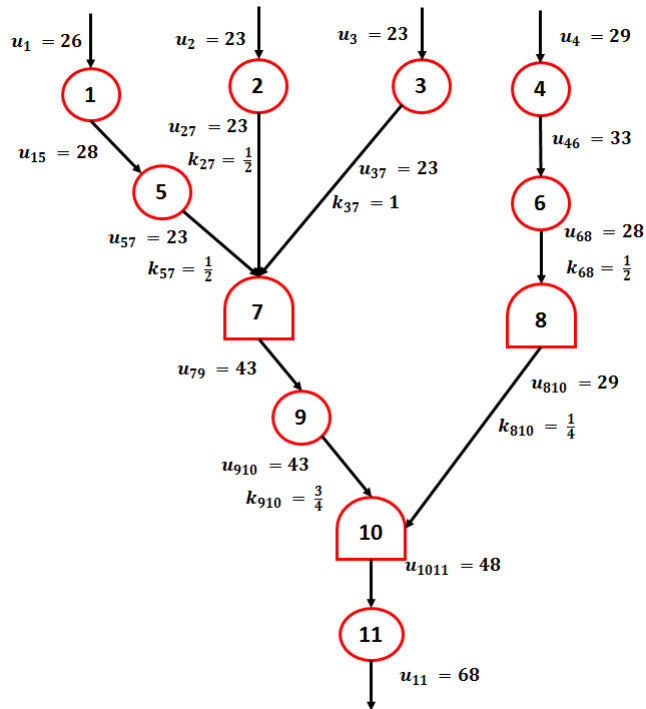 u₁ = 26
u₂ = 23
u₃ = 23
u₄ = 29
1
2
3
4
u₂₇ = 23
k₂₇ = 1/2
u₄₆ = 33
u₁₅ = 28
u₃₇ = 23
k₃₇ = 1
5
6
u₅₇ = 23
k₅₇ = 1/2
u₆₈ = 28
k₆₈ = 1/2
7
8
u₇₉ = 43
u₈₁₀ = 29
k₈₁₀ = 1/4
9
u₉₁₀ = 43
k₉₁₀ = 3/4
10
u₁₀₁₁ = 48
11
u₁₁ = 68